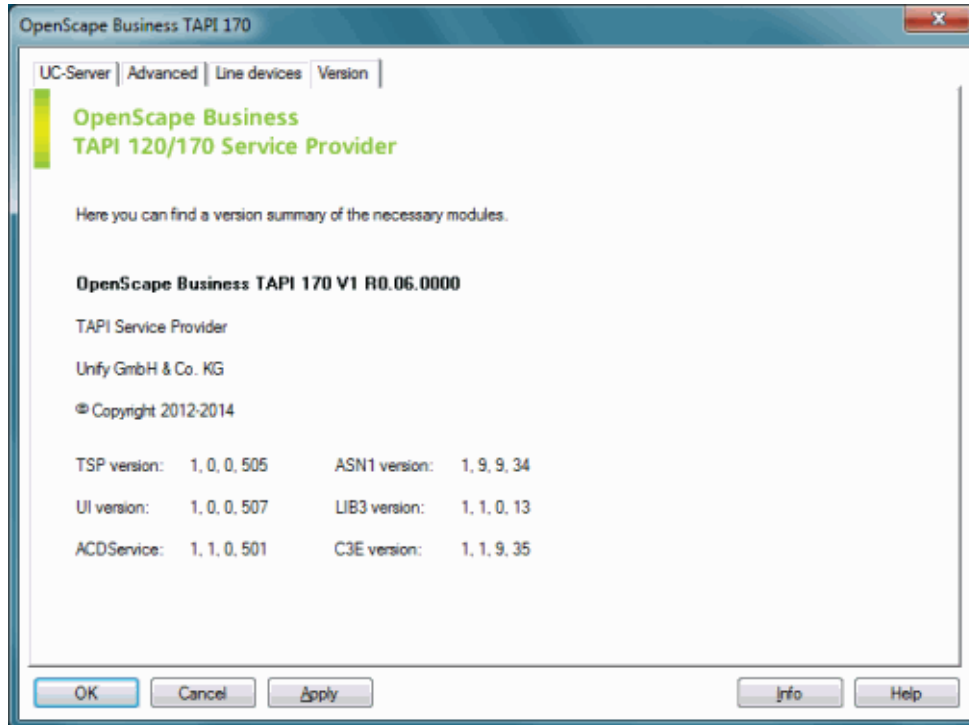 OpenScape Business TAPI 170
UC-Server Advanced Line devices Version
OpenScape Business
TAPI 120/170 Service Provider
Here you can find a version summary of the necessary modules.
OpenScape Business TAPI 170 V1 R0.06.0000
TAPI Service Provider
Unify GmbH & Co. KG
© Copyright 2012-2014
TSP version: 1, 0, 0, 505 ASN1 version: 1, 9, 9, 34
UI version: 1, 0, 0, 507 LIB3 version: 1, 1, 0, 13
ACDService: 1, 1, 0, 501 C3E version: 1, 1, 9, 35
OK Cancel Apply Info Help